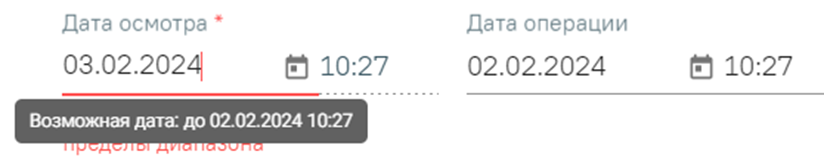 Дата осмотра *
Дата операции
03.02.2024 10:27
02.02.2024 10:27
Возможная дата: до 02.02.2024 10:27
пределы диапазона